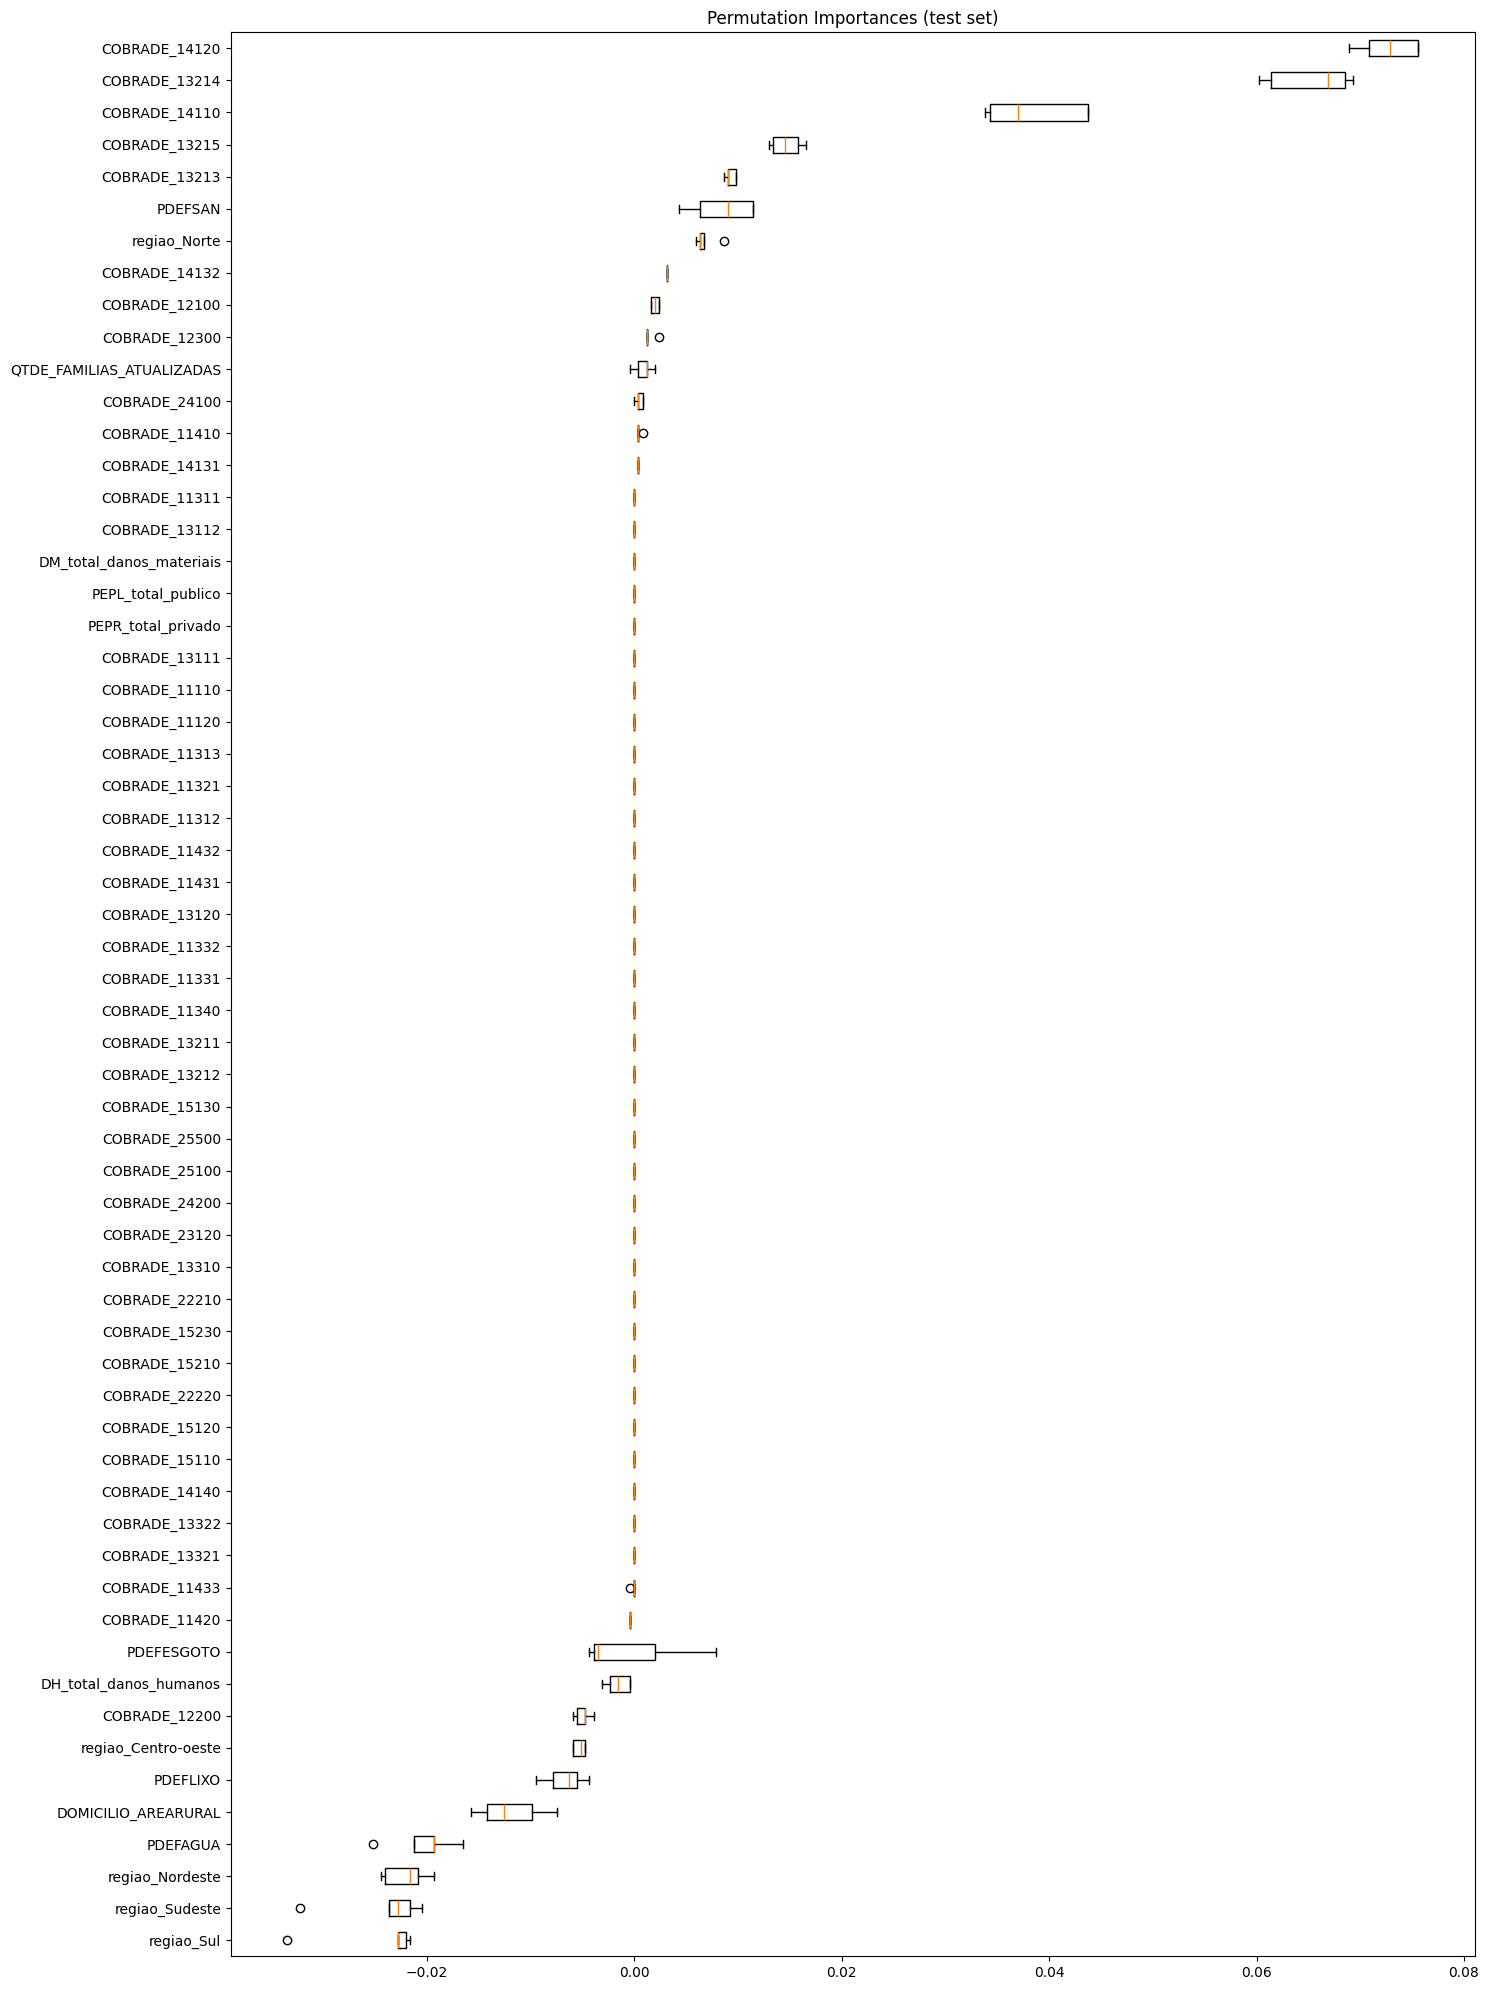 Permutation Importances (test set)
COBRADE_14120
COBRADE_13214
COBRADE_14110
COBRADE_13215
COBRADE_13213
PDEFSAN
regiao_Norte
COBRADE_14132
COBRADE_12100
COBRADE_12300
QTDE_FAMILIAS_ATUALIZADAS
COBRADE_24100
COBRADE_11410
COBRADE_14131
COBRADE_11311
COBRADE_13112
DM_total_danos_materiais
PEPL_total_publico
PEPR_total_privado
COBRADE_13111
COBRADE_11110
COBRADE_11120
COBRADE_11313
COBRADE_11321
COBRADE_11312
COBRADE_11432
COBRADE_11431
COBRADE_13120
COBRADE_11332
COBRADE_11331
COBRADE_11340
COBRADE_13211
COBRADE_13212
COBRADE_15130
COBRADE_25500
COBRADE_25100
COBRADE_24200
COBRADE_23120
COBRADE_13310
COBRADE_22210
COBRADE_15230
COBRADE_15210
COBRADE_22220
COBRADE_15120
COBRADE_15110
COBRADE_14140
COBRADE_13322
COBRADE_13321
COBRADE_11433
COBRADE_11420
PDEFESGOTO
DH_total_danos_humanos
COBRADE_12200
regiao_Centro-oeste
PDEFLIXO
DOMICILIO_AREARURAL
PDEFAGUA
regiao_Nordeste
regiao_Sudeste
regiao_Sul
−0.02 0.00 0.02 0.04 0.06 0.08